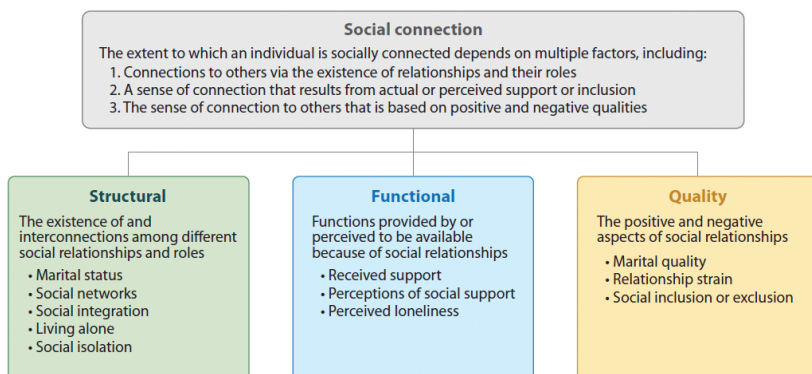 Social connection
The extent to which an individual is socially connected depends on multiple factors, including:
1. Connections to others via the existence of relationships and their roles
2. A sense of connection that results from actual or perceived support or inclusion
3. The sense of connection to others that is based on positive and negative qualities
Structural
The existence of and
interconnections among different
social relationships and roles
• Marital status
• Social networks
• Social integration
• Living alone
• Social isolation
Functional
Functions provided by or
perceived to be available
because of social relationships
• Received support
• Perceptions of social support
• Perceived loneliness
Quality
The positive and negative
aspects of social relationships
• Marital quality
• Relationship strain
• Social inclusion or exclusion